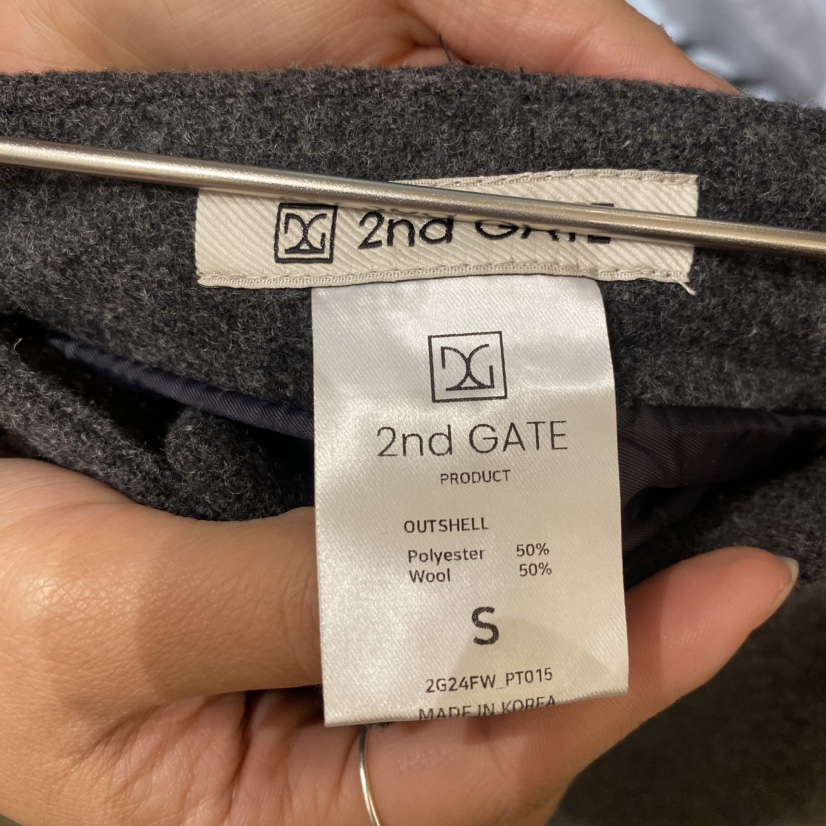 2nd GATE
2nd GATE
PRODUCT
OUTSHELL
Polyester 50%
Wool 50%
S
2G24FW_PT015
MADE IN KOREA